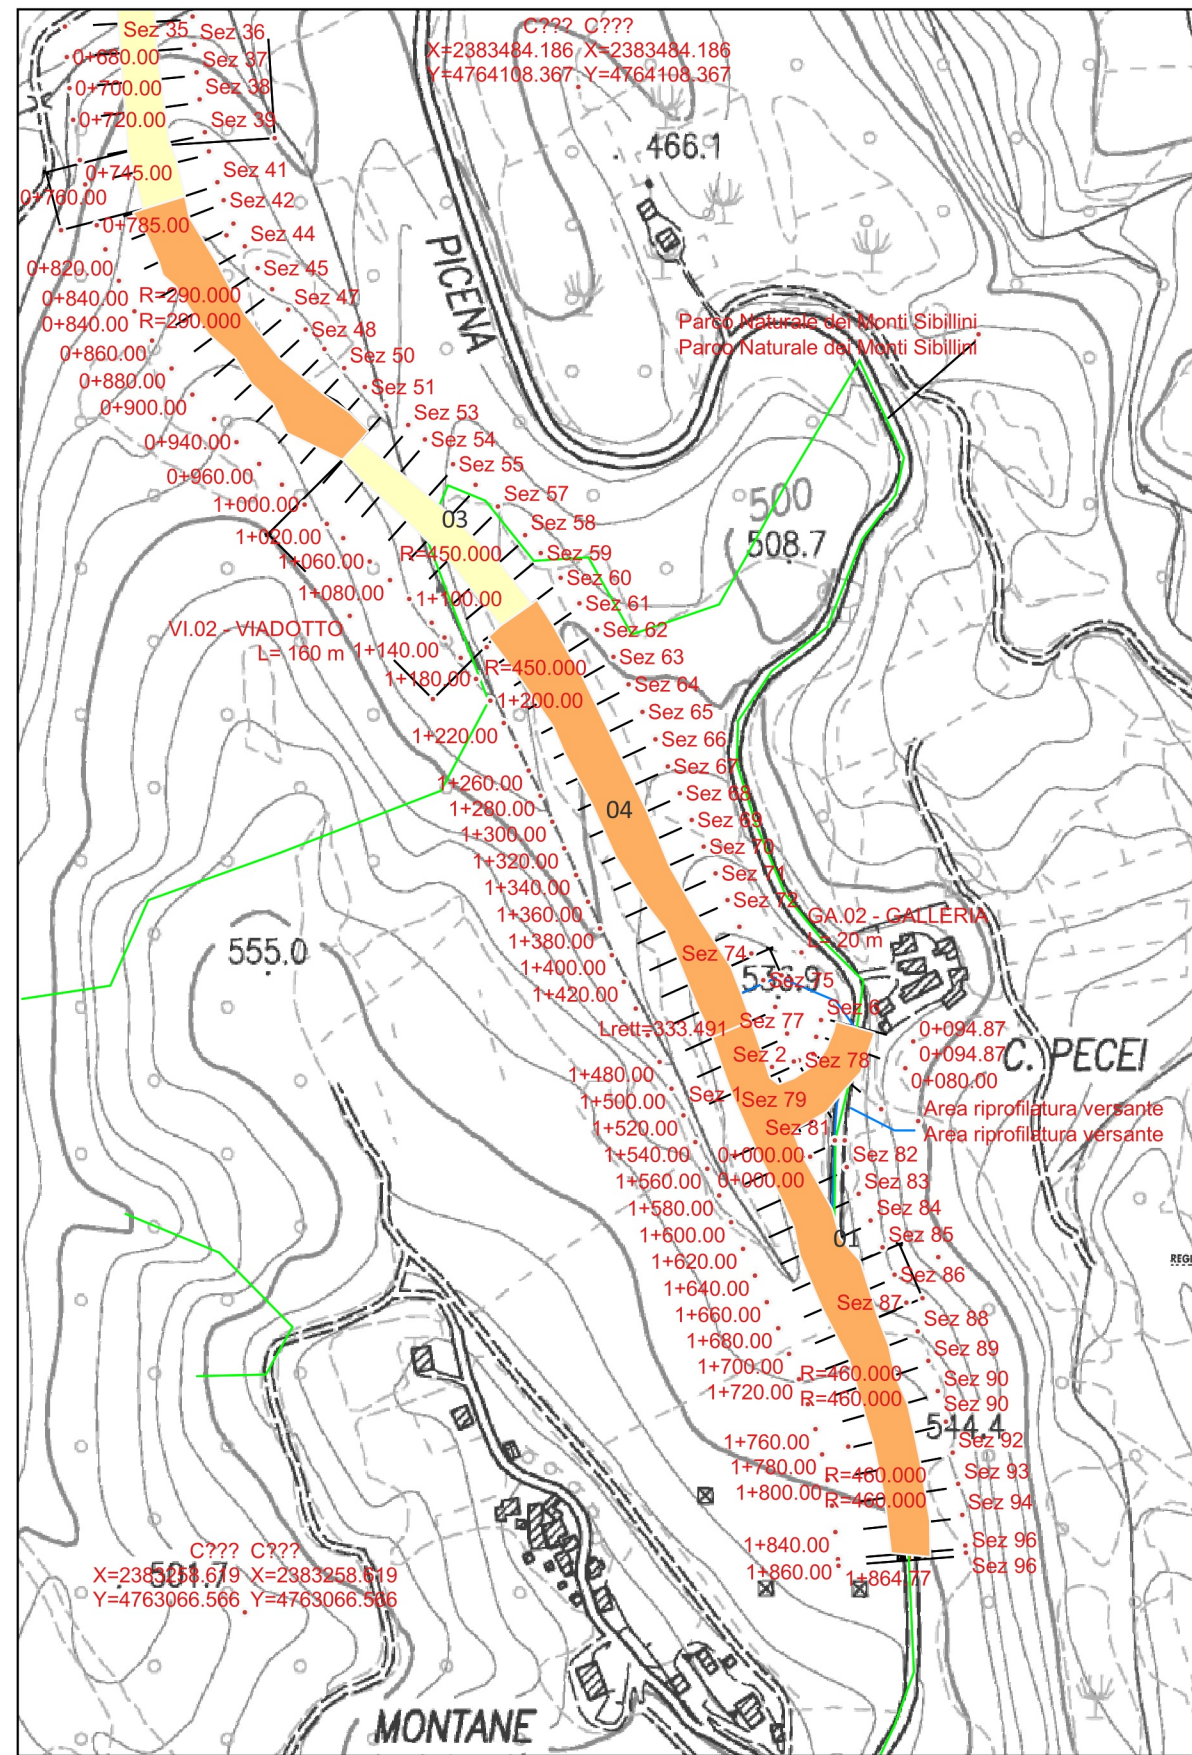 C??? C???
Sez 35
Sez 36
X=2383484.186 X=2383484.186
0+680.00
Sez 37
Y=4764108.367 Y=4764108.367
0+700.00
Sez 38
0+720.00
Sez 39
466.1
0+745.00
Sez 41
0+760.00
Sez 42
0+785.00
Sez 44
PICENA
0+820.00
Sez 45
0+840.00
R=290.000
Sez 47
0+840.00
R=290.000
Sez 48
Parco Naturale dei Monti Sibillini
Parco Naturale dei Monti Sibillini
0+860.00
Sez 50
0+880.00
Sez 51
0+900.00
Sez 53
0+940.00
Sez 54
0+960.00
Sez 55
1+000.00
Sez 57
500
03
1+020.00
Sez 58
508.7
1+060.00
R=450.000
Sez 59
Sez 60
1+080.00
1+100.00
Sez 61
VI.02 - VIADOTTO
Sez 62
L= 160 m
1+140.00
Sez 63
1+180.00
R=450.000
Sez 64
1+200.00
Sez 65
1+220.00
Sez 66
Sez 67
1+260.00
Sez 68
1+280.00
04
Sez 69
1+300.00
Sez 70
1+320.00
Sez 71
1+340.00
Sez 72
1+360.00
GA.02 - GALLERIA
1+380.00
L= 20 m
555.0
Sez 74
1+400.00
536.9
Sez 75
1+420.00
Sez 6
Lrett=333.491
Sez 77
0+094.87
Sez 2
Sez 78
0+094.87
C. PECEI
1+480.00
0+080.00
1+500.00
Sez 1
Sez 79
Area riprofilatura versante
1+520.00
Sez 81
Area riprofilatura versante
1+540.00
0+000.00
Sez 82
1+560.00
0+000.00
Sez 83
1+580.00
Sez 84
1+600.00
01
Sez 85
1+620.00
REGI
1+640.00
Sez 86
1+660.00
Sez 87
Sez 88
1+680.00
Sez 89
1+700.00
R=460.000
Sez 90
1+720.00
R=460.000
Sez 90
544.4
1+760.00
Sez 92
1+780.00
R=460.000
Sez 93
1+800.00
R=460.000
Sez 94
1+840.00
Sez 96
C??? C???
1+860.00
1+864.77
Sez 96
X=2383258.619 X=2383258.619
501.7
Y=4763066.566 Y=4763066.566
MONTANE